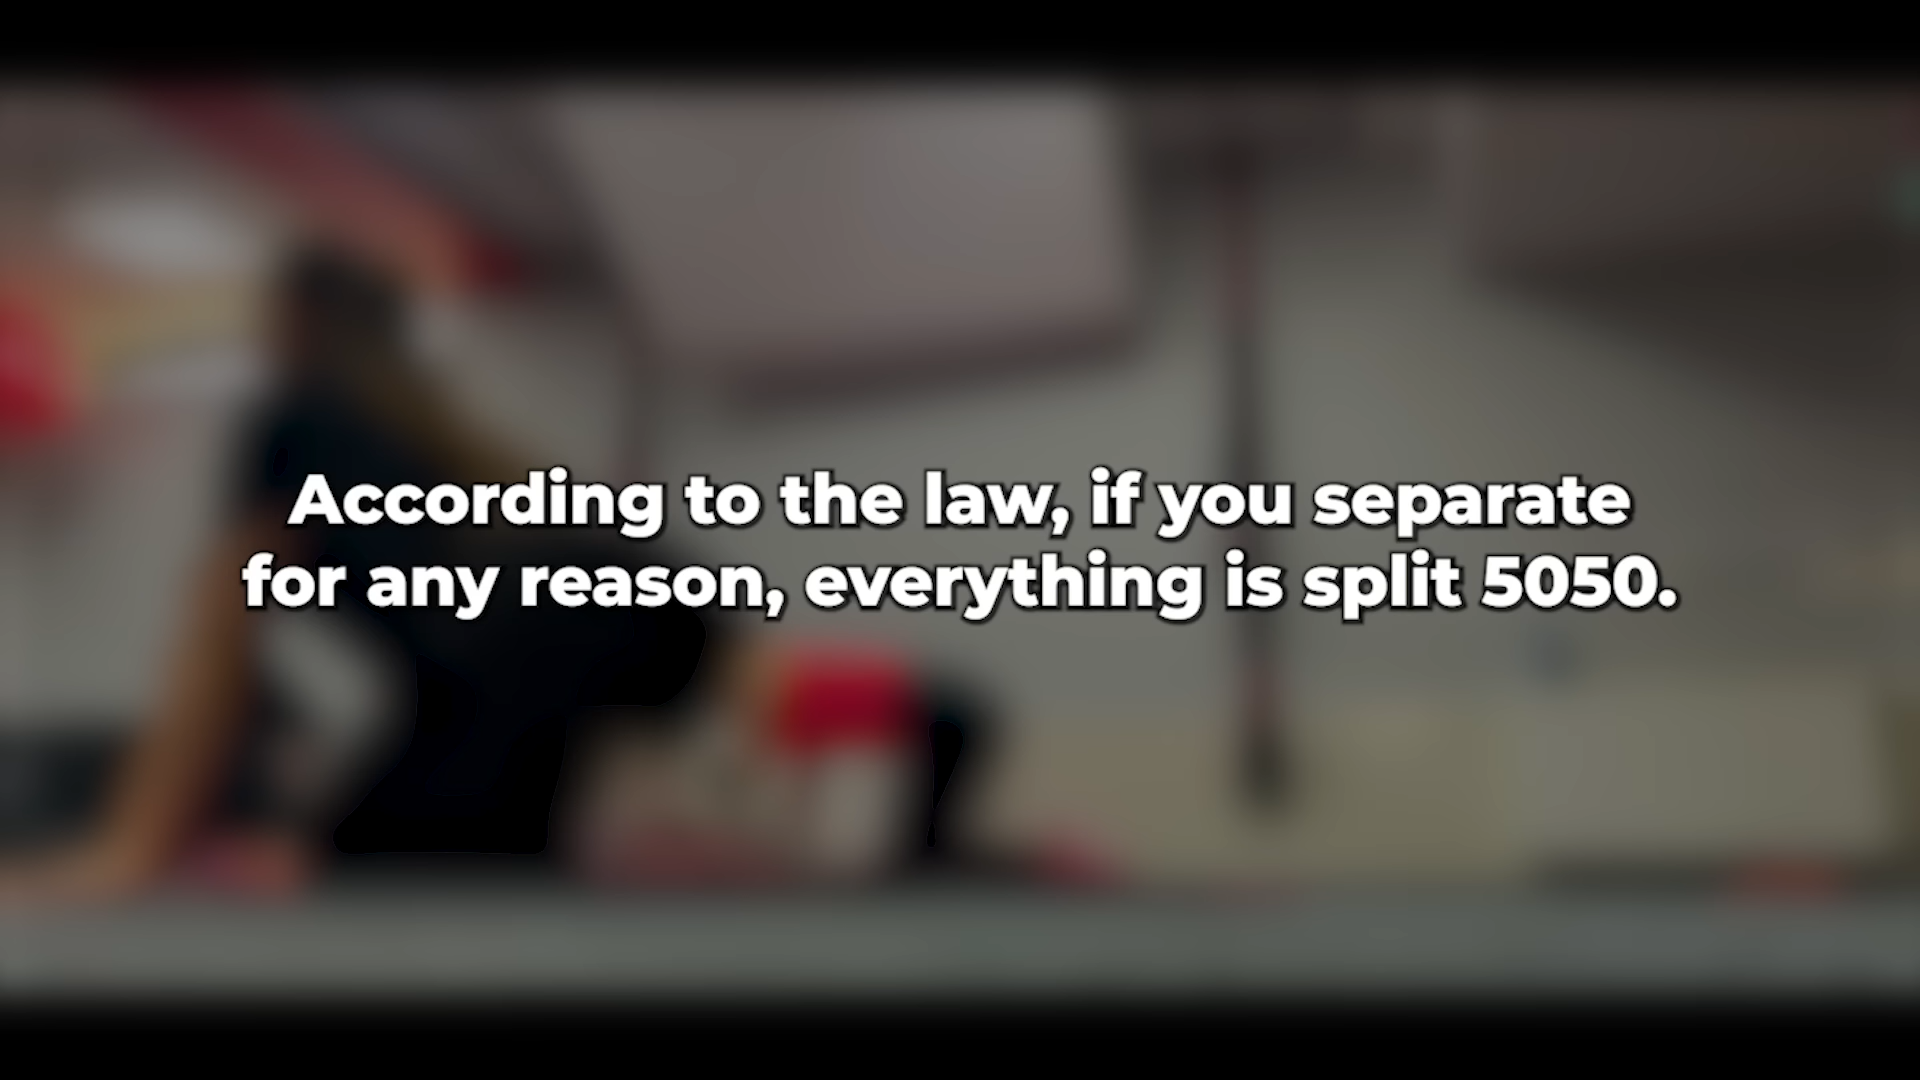 According to the law, if you separate
for any reason, everything is split 5050.